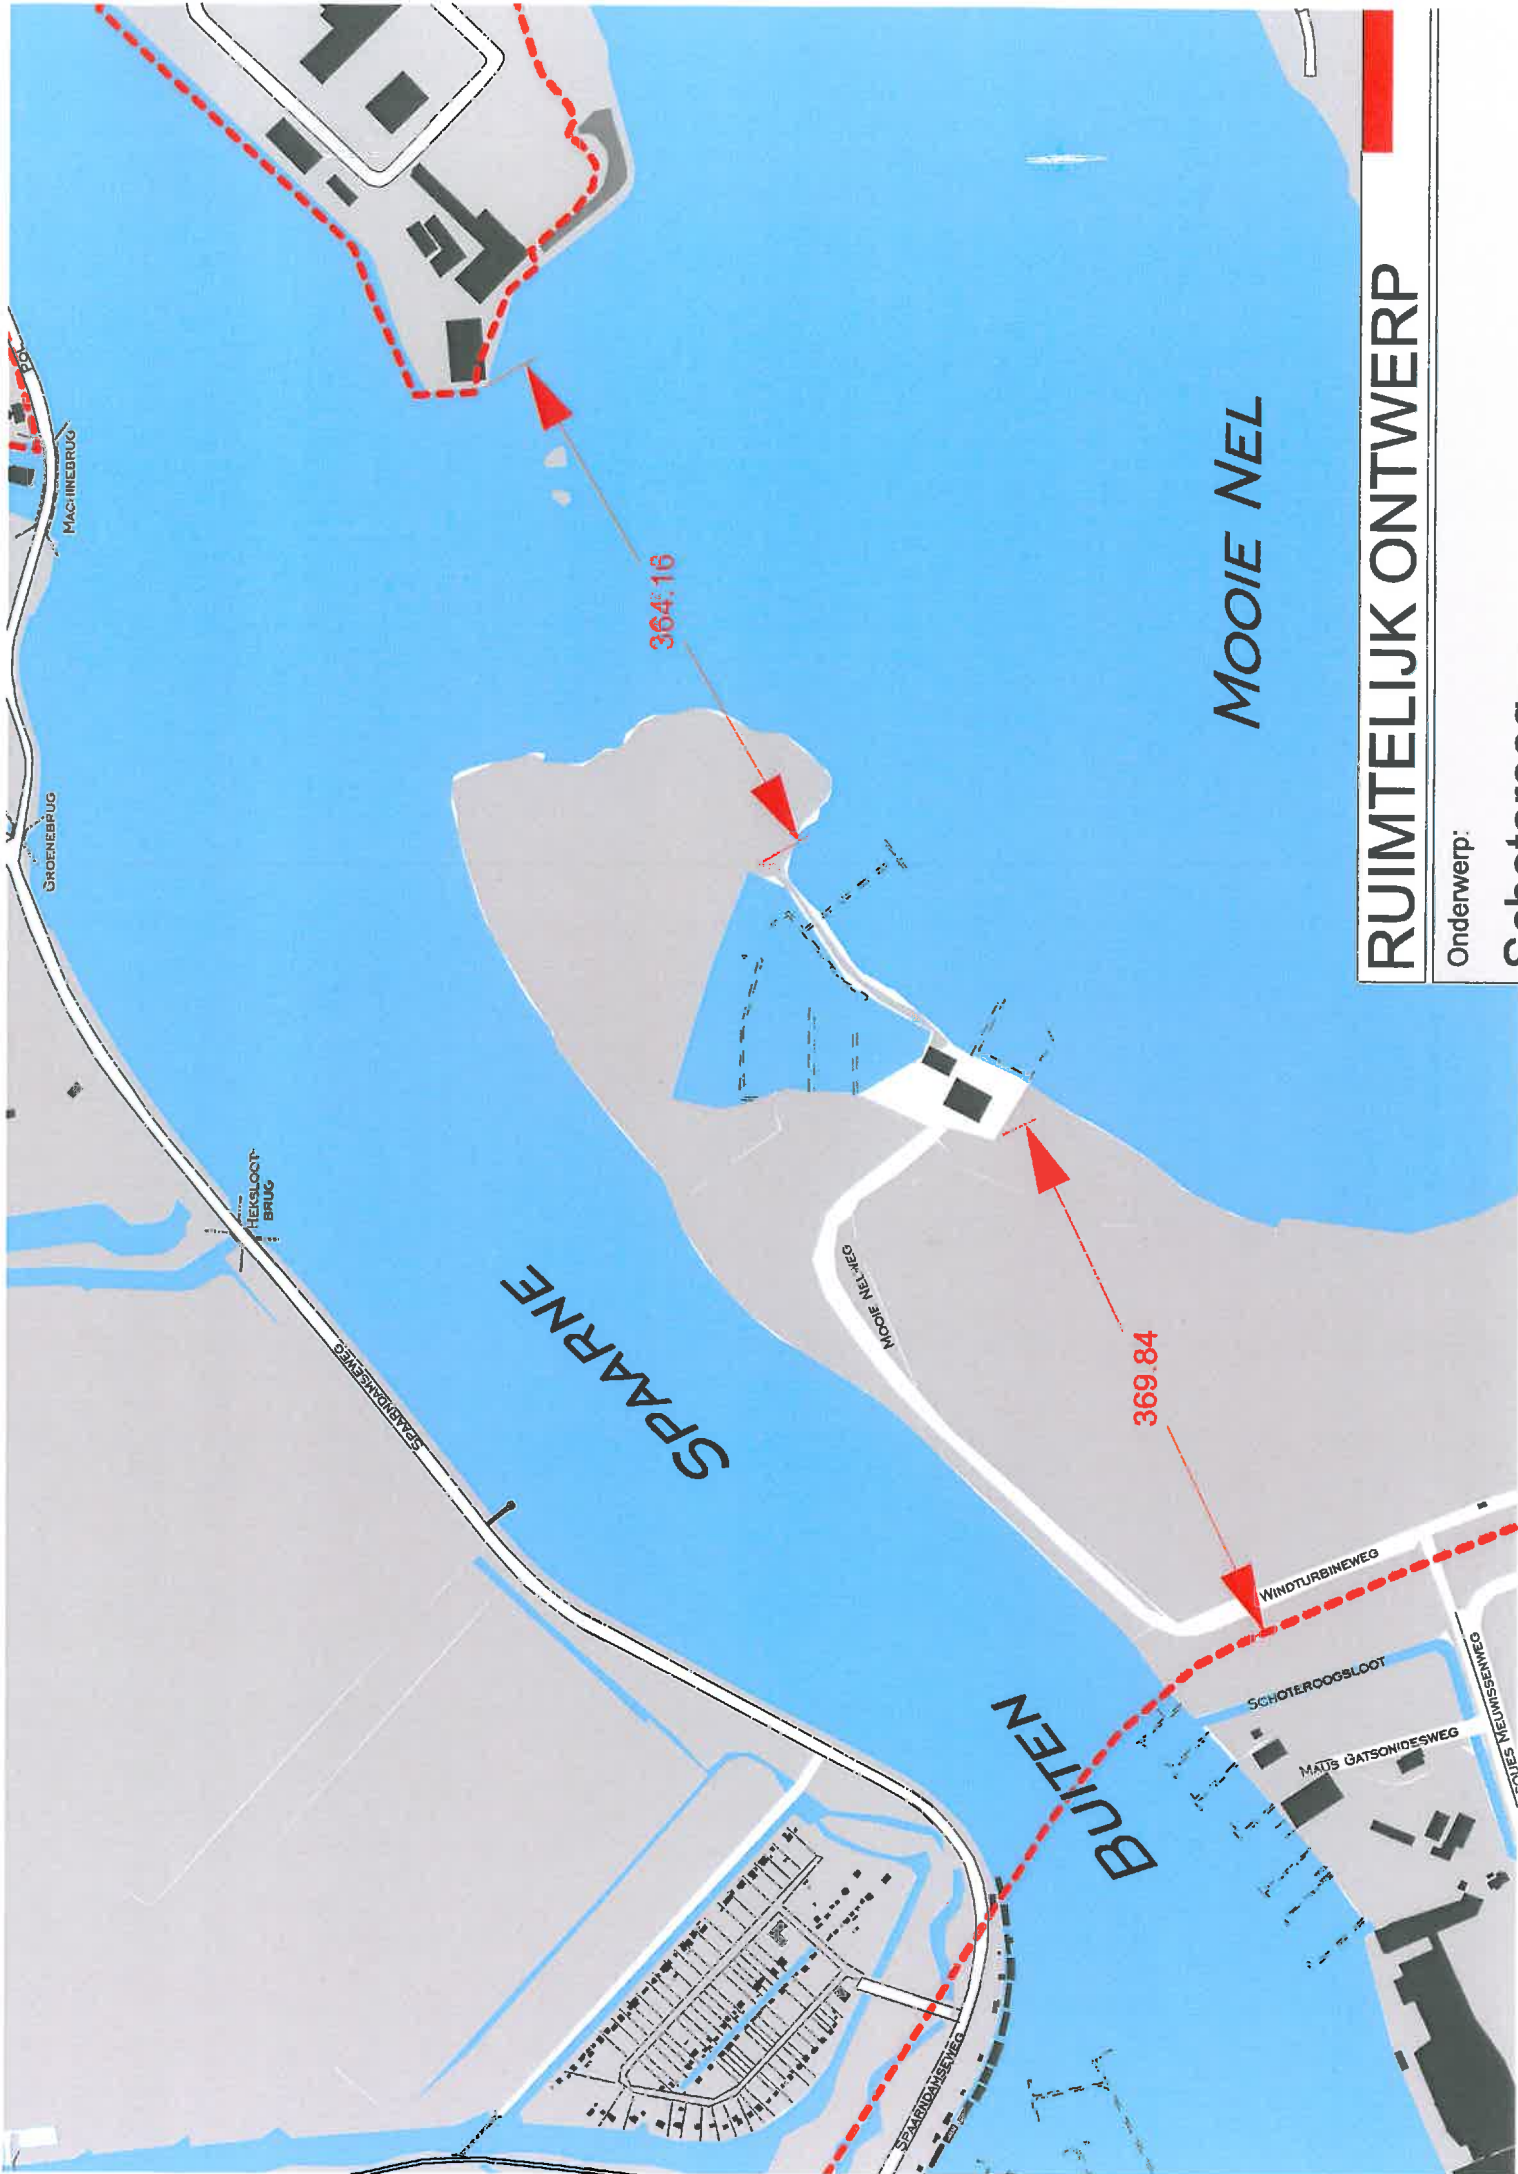 MACHINEBRUG
GROENEBRUG
HEKSLOOT-
BRUG
SPAARNDAMSEWEG
SPAARNE
BUITEN
MOOIE NEL
364.16
369.84
MOOIE NEL-WEG
WINDTURBINEWEG
SCHOTEROOGSLOOT
MAUS GATSONIDESWEG
MEUWISSENWEG
SPAARNDAMSEWEG
RUIMTELIJK ONTWERP
Onderwerp: